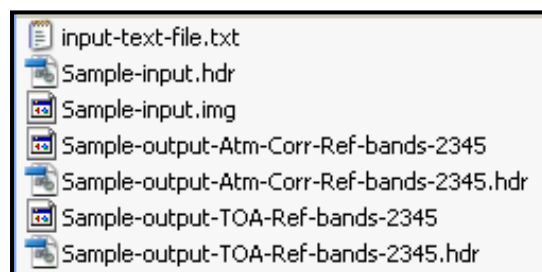 input-text-file.txt
Sample-input.hdr
Sample-input.img
Sample-output-Atm-Corr-Ref-bands-2345
Sample-output-Atm-Corr-Ref-bands-2345.hdr
Sample-output-TOA-Ref-bands-2345
Sample-output-TOA-Ref-bands-2345.hdr